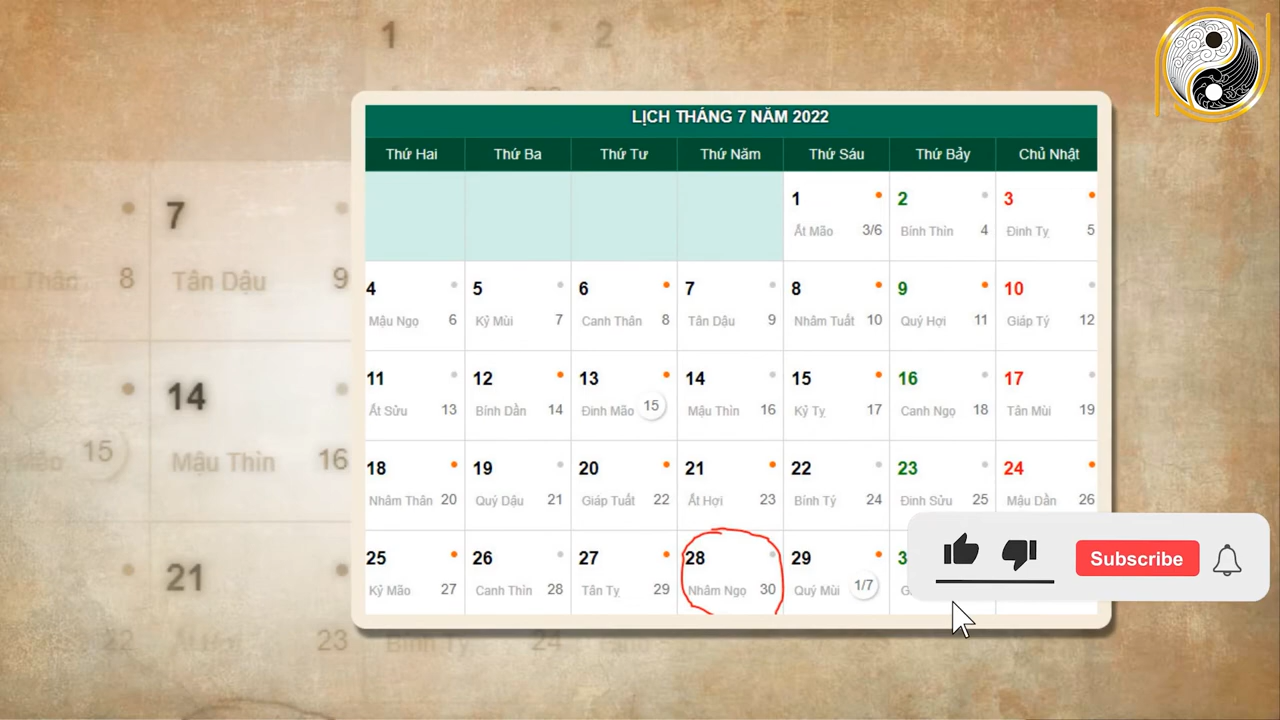 1 2
LỊCH THÁNG 7 NĂM 2022
Thứ Hai Thứ Ba Thứ Tư Thứ Năm Thứ Sáu Thứ Bảy Chủ Nhật
1 2 3
Ất Mão 3/6 Bính Thìn 4 Đinh Tỵ 5
7
8 Tân Dậu 9
4 5 6 7 8 9 10
Mậu Ngọ 6 Kỷ Mùi 7 Canh Thân 8 Tân Dậu 9 Nhâm Tuất 10 Quý Hợi 11 Giáp Tý 12
11 12 13 14 15 16 17
Ất Sửu 13 Bính Dần 14 Đinh Mão 15 Mậu Thìn 16 Kỷ Tỵ 17 Canh Ngọ 18 Tân Mùi 19
14
15 Mậu Thìn 16
18 19 20 21 22 23 24
Nhâm Thân 20 Quý Dậu 21 Giáp Tuất 22 Ất Hợi 23 Bính Tý 24 Đinh Sửu 25 Mậu Dần 26
25 26 27 28 29 3
Kỷ Mão 27 Canh Thìn 28 Tân Tỵ 29 Nhâm Ngọ 30 Quý Mùi 1/7
Subscribe
21
22 Ất Hợi 23 Bính Tý 24